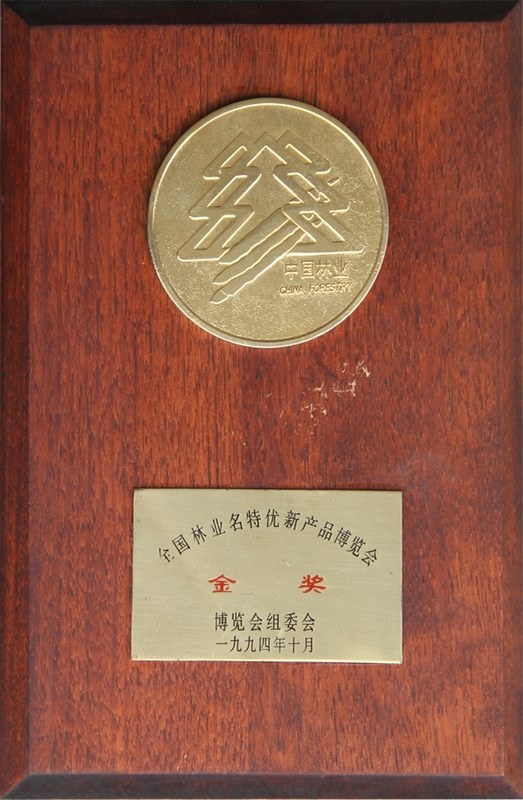 中国林业
CHINA FORESTRY
全国林业名特优新产品博览会
金 奖
博览会组委会
一九九四年十月